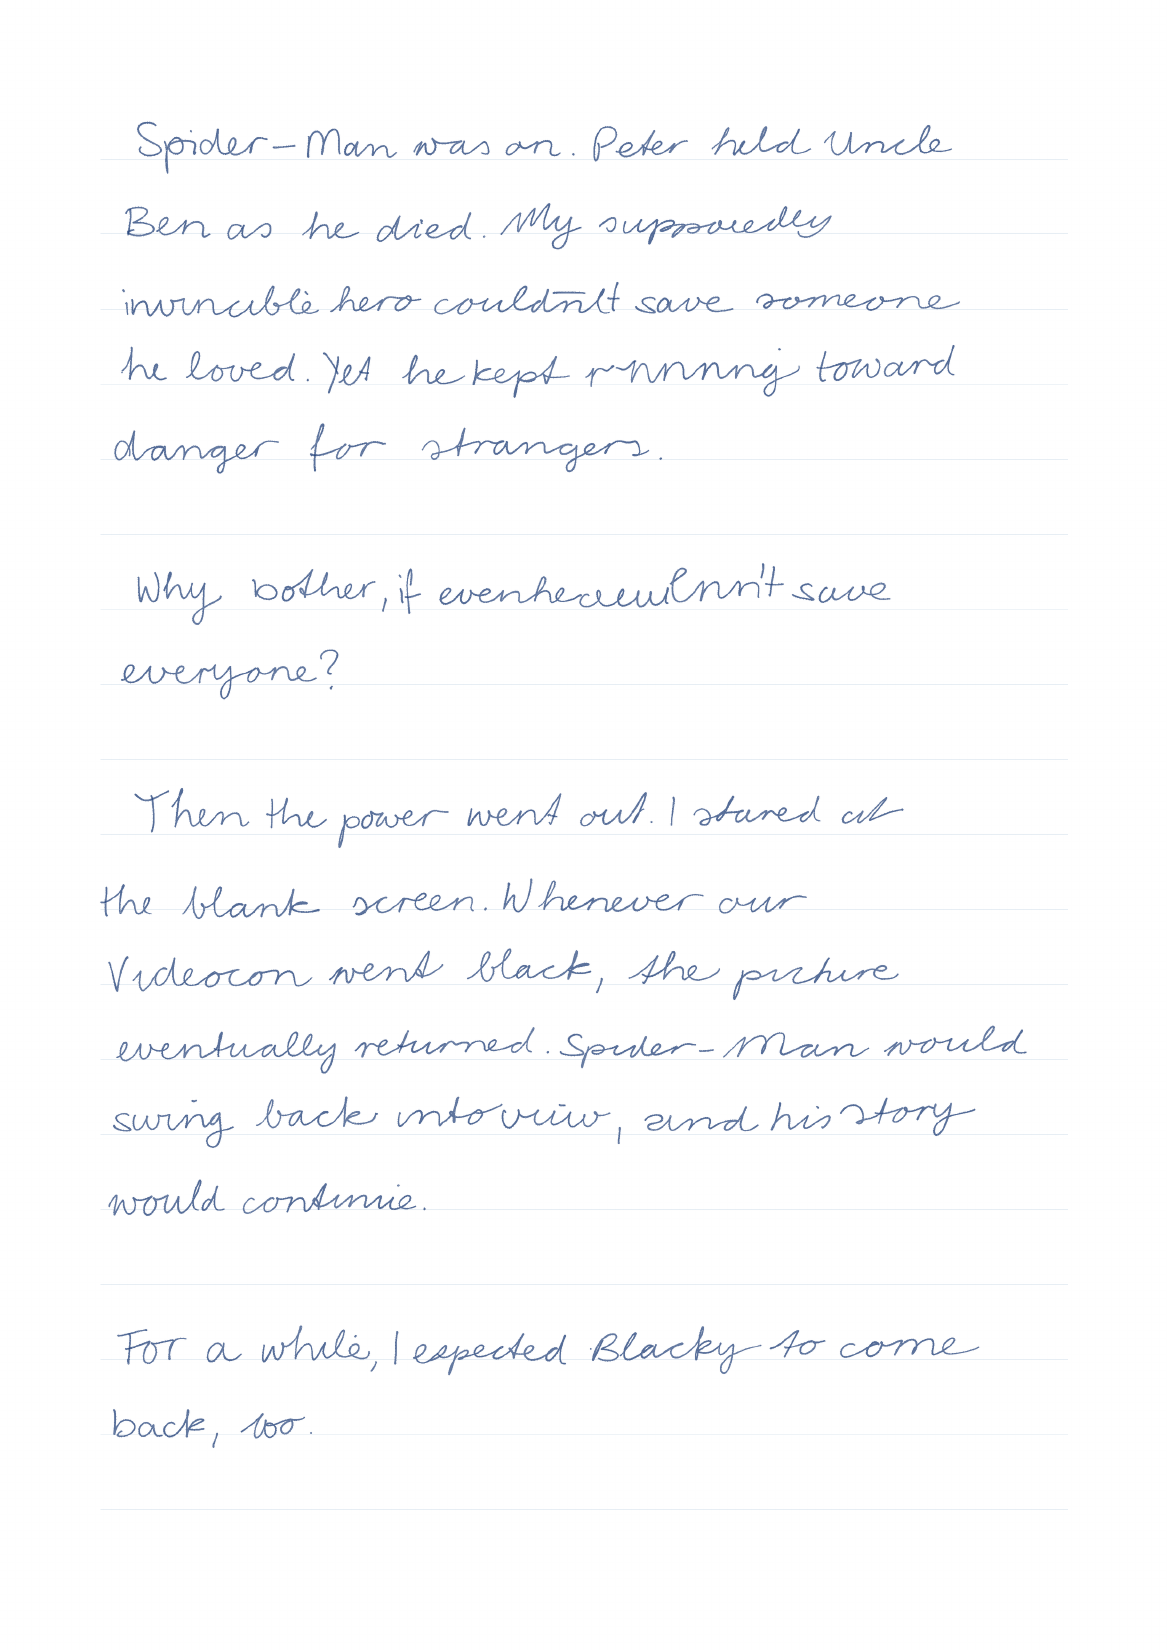 Spider-Man was on. Peter held Uncle
Ben as he died. My supposedly
invincible hero couldn't save someone
he loved. Yet he kept running toward
danger for strangers.
Why bother, if even he couldn't save
everyone?
Then the power went out. I stared at
the blank screen. Whenever our
Videocon went black, the picture
eventually returned. Spider-Man would
swing back into view, and his story
would continue.
For a while, I expected Blacky to come
back, too.